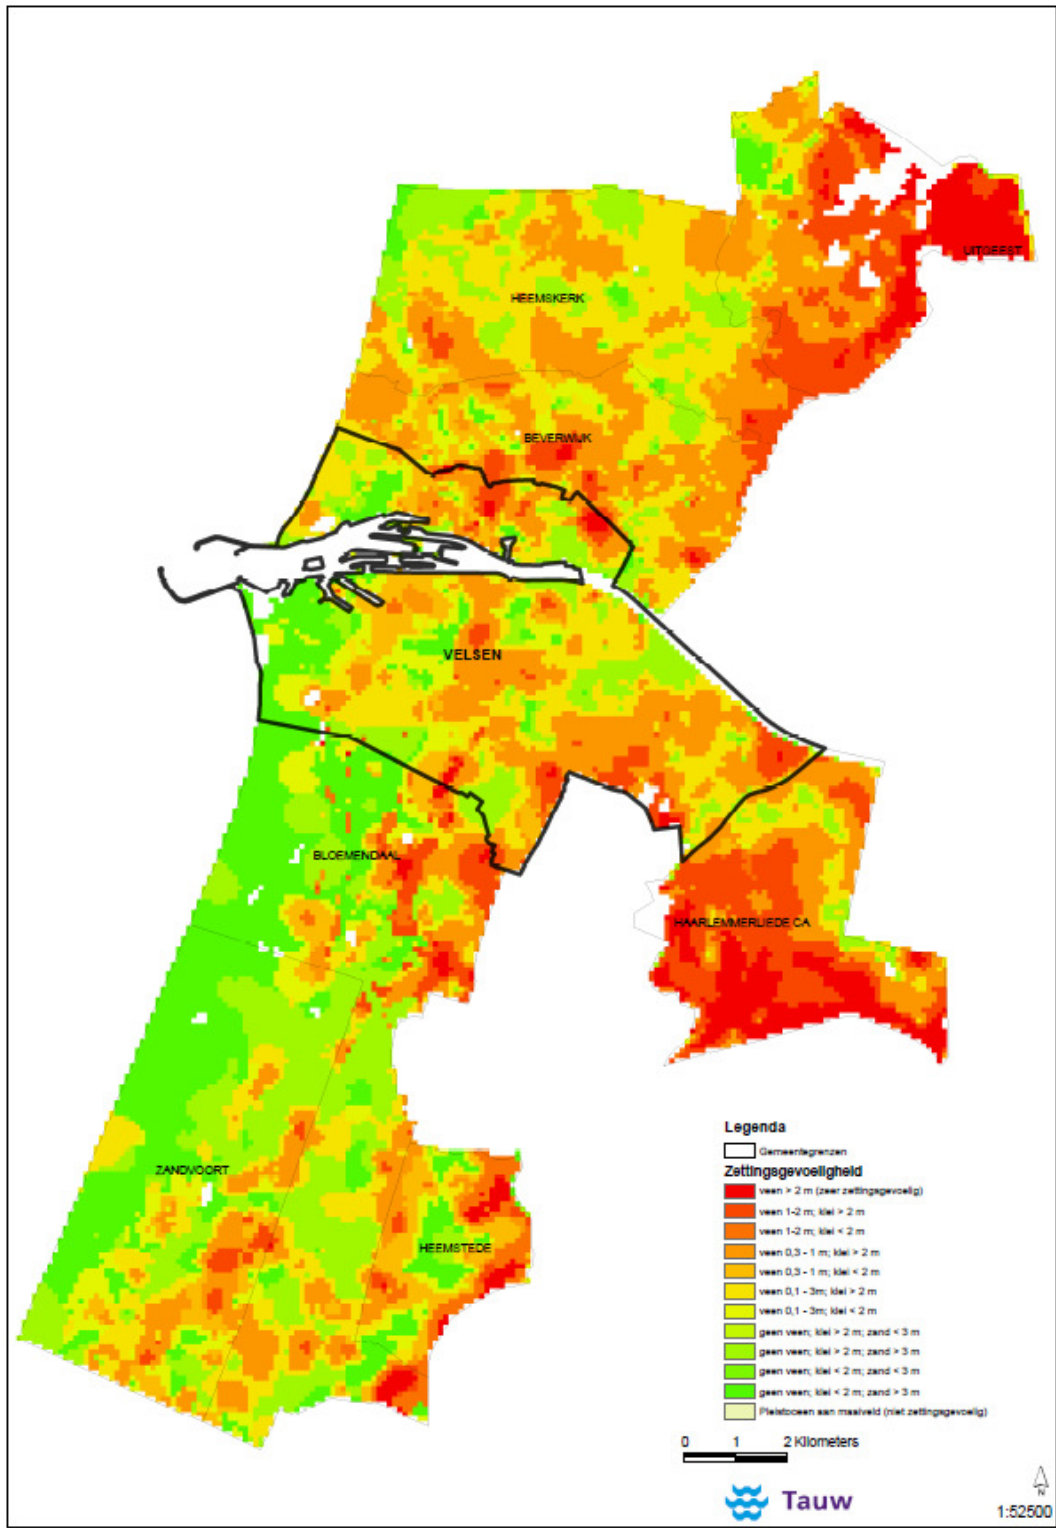 UITGEEST
HEEMSKERK
BEVERWIJK
VELSEN
BLOEMENDAAL
HAARLEMMERLIEDE CA
ZANDVOORT
HEEMSTEDE
Legenda
Gemeentegrenzen
Zettingsgevoeligheid
veen > 2 m (zeer zettingsgevoelig)
veen 1-2 m; klei > 2 m
veen 1-2 m; klei < 2 m
veen 0,3 - 1 m; klei > 2 m
veen 0,3 - 1 m; klei < 2 m
veen 0,1 - 3m; klei > 2 m
veen 0,1 - 3m; klei < 2 m
geen veen; klei > 2 m; zand < 3 m
geen veen; klei > 2 m; zand > 3 m
geen veen; klei < 2 m; zand < 3 m
geen veen; klei < 2 m; zand > 3 m
Pleistoceen aan maaiveld (niet zettingsgevoelig)
0 1 2 Kilometers
Tauw
N
1:52500